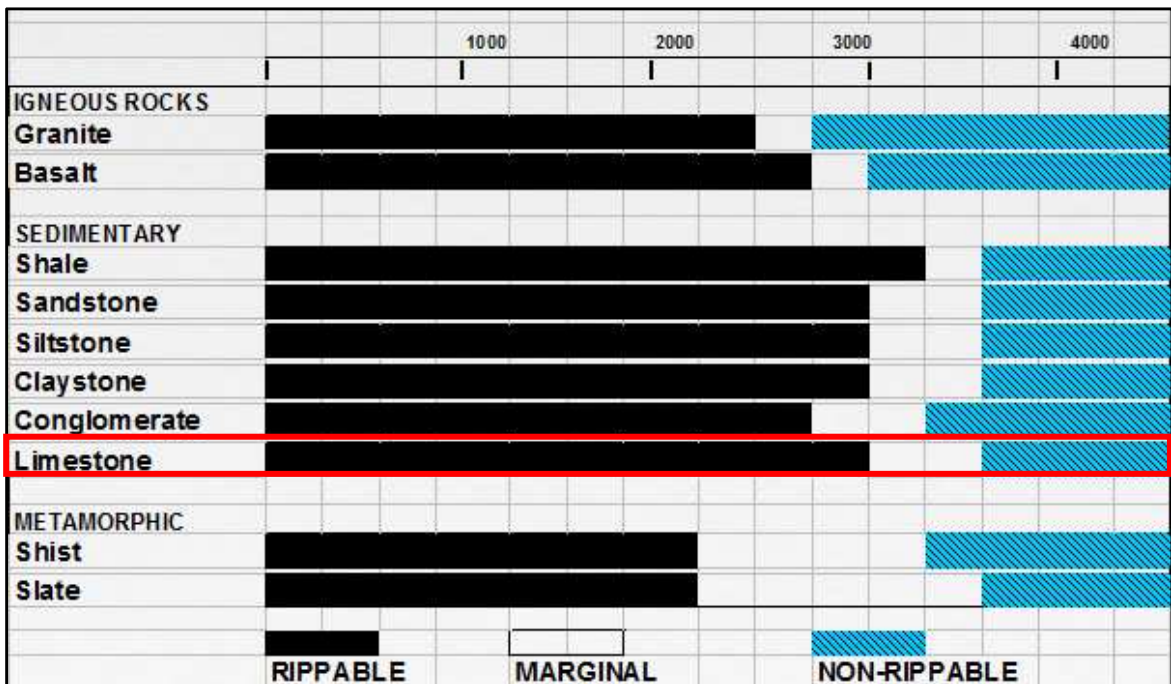 1000 2000 3000 4000
IGNEOUS ROCKS
Granite
Basalt
SEDIMENTARY
Shale
Sandstone
Siltstone
Claystone
Conglomerate
Limestone
METAMORPHIC
Shist
Slate
RIPPABLE MARGINAL NON-RIPPABLE